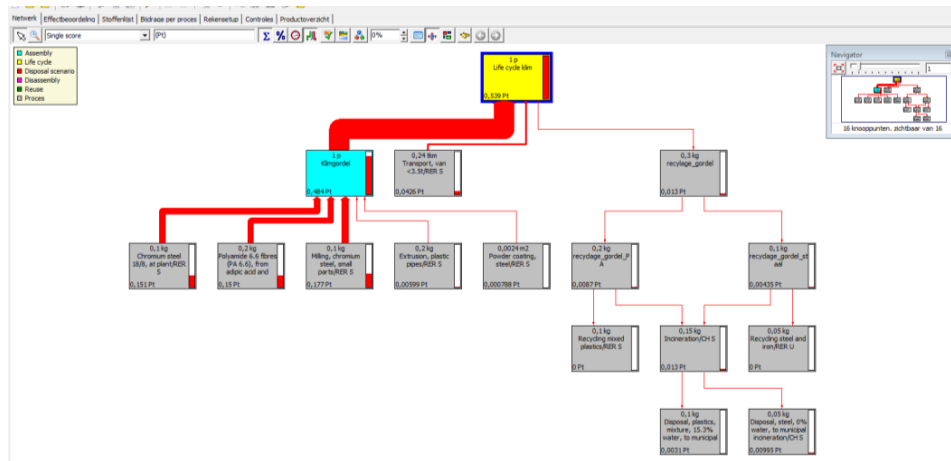 Netwerk Effectbeoordeling Stoffenlijst Bijdrage per proces Rekensetup Controles Productoverzicht
Single score (Pt) Σ % 0%
Assembly
Life cycle
Disposal scenario
Disassembly
Reuse
Proces
Navigator
1
16 knooppunten. zichtbaar van 16
1 p
Life cycle klim
0,539 Pt
1 p
Klimgordel
0,484 Pt
0,24 tkm
Transport, van
<3.5t/RER S
0,0426 Pt
0,3 kg
recylage_gordel
0,013 Pt
0,1 kg
Chromium steel
18/8, at plant/RER
S
0,151 Pt
0,2 kg
Polyamide 6.6 fibres
(PA 6.6), from
adipic acid and
0,15 Pt
0,1 kg
Milling, chromium
steel, small
parts/RER S
0,177 Pt
0,2 kg
Extrusion, plastic
pipes/RER S
0,00599 Pt
0,0024 m2
Powder coating,
steel/RER S
0,000788 Pt
0,2 kg
recyclage_gordel_P
A
0,0087 Pt
0,1 kg
recyclage_gordel_st
aal
0,00435 Pt
0,1 kg
Recycling mixed
plastics/RER S
0 Pt
0,15 kg
Incineration/CH S
0,013 Pt
0,05 kg
Recycling steel and
iron/RER U
0 Pt
0,1 kg
Disposal, plastics,
mixture, 15.3%
water, to municipal
0,0031 Pt
0,05 kg
Disposal, steel, 0%
water, to municipal
incineration/CH S
0,00995 Pt